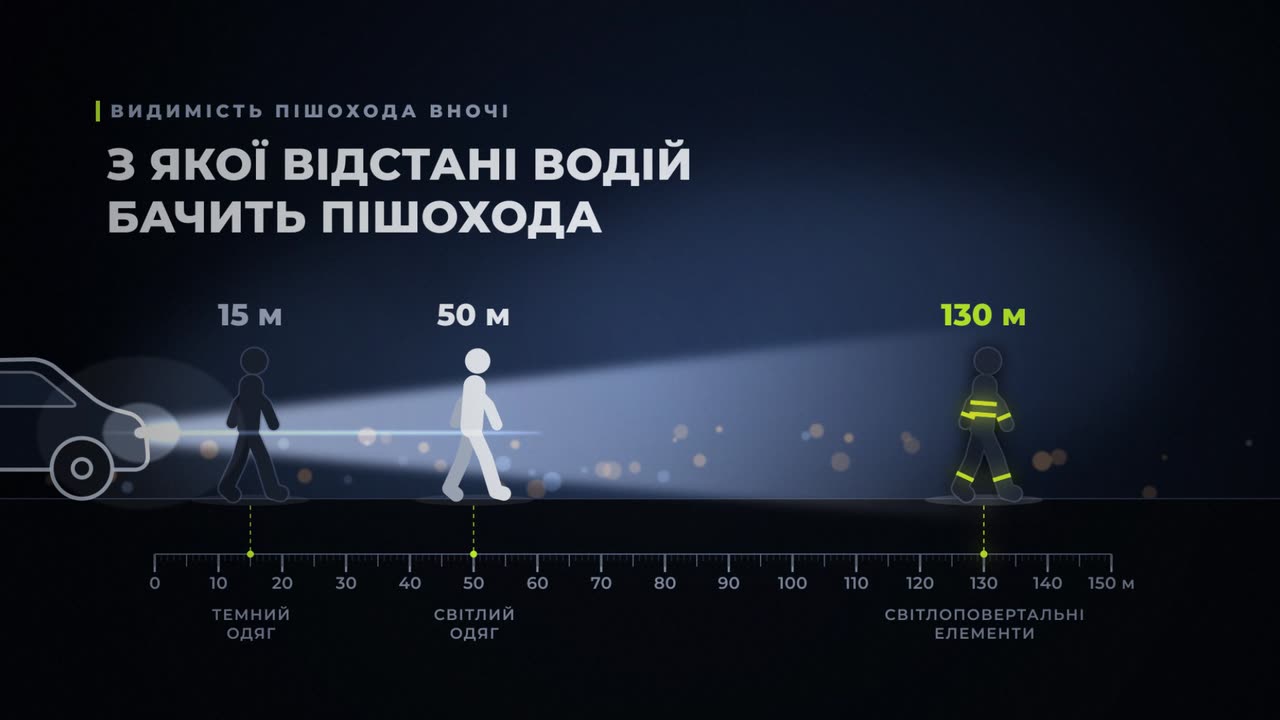 ВИДИМІСТЬ ПІШОХОДА ВНОЧІ
З ЯКОЇ ВІДСТАНІ ВОДІЙ
БАЧИТЬ ПІШОХОДА
15 м
50 м
130 м
0 10 20 30 40 50 60 70 80 90 100 110 120 130 140 150 м
ТЕМНИЙ
ОДЯГ
СВІТЛИЙ
ОДЯГ
СВІТЛОПОВЕРТАЛЬНІ
ЕЛЕМЕНТИ